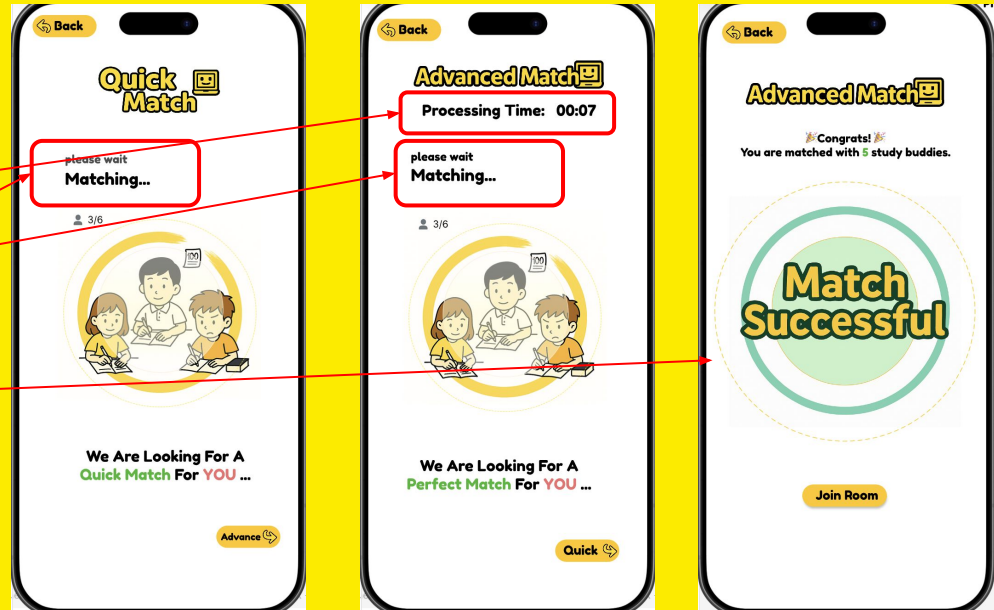 Back
Quick
Match
please wait
Matching...
3/6
100
We Are Looking For A
Quick Match For YOU ...
Advance
Back
Advanced Match
Processing Time: 00:07
please wait
Matching...
3/6
100
We Are Looking For A
Perfect Match For YOU ...
Quick
Back
Advanced Match
🎉Congrats!🎉
You are matched with 5 study buddies.
Match
Successful
Join Room